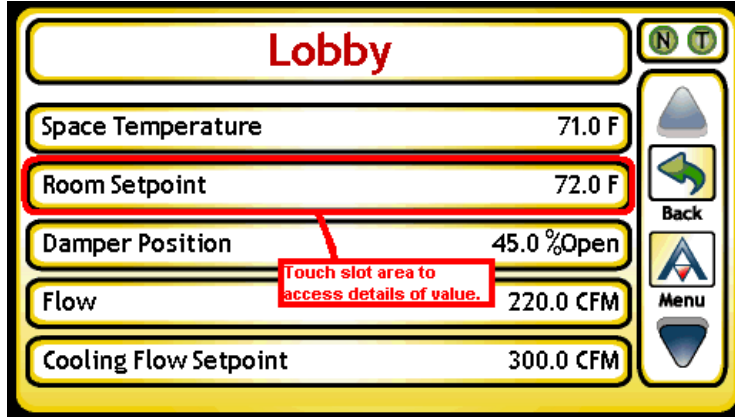 Lobby
N T
Space Temperature 71.0 F
Room Setpoint 72.0 F
Back
Damper Position 45.0 %Open
Touch slot area to
access details of value.
Flow 220.0 CFM
Menu
Cooling Flow Setpoint 300.0 CFM